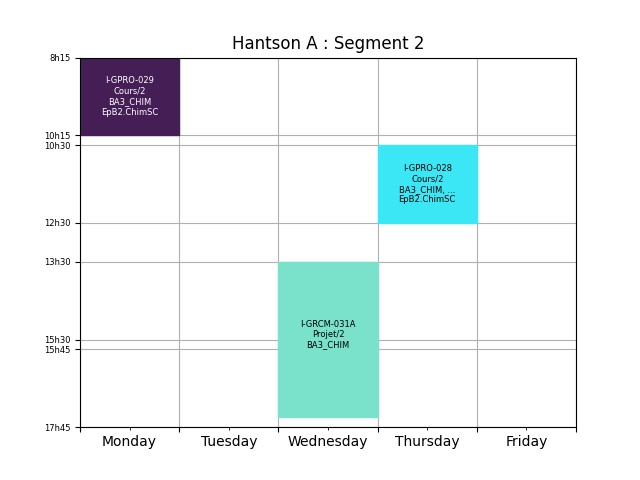 Hantson A : Segment 2
8h15
I-GPRO-029
Cours/2
BA3_CHIM
EpB2.ChimSC
10h15
10h30
I-GPRO-028
Cours/2
BA3_CHIM, ...
EpB2.ChimSC
12h30
13h30
I-GRCM-031A
Projet/2
BA3_CHIM
15h30
15h45
17h45
Monday Tuesday Wednesday Thursday Friday